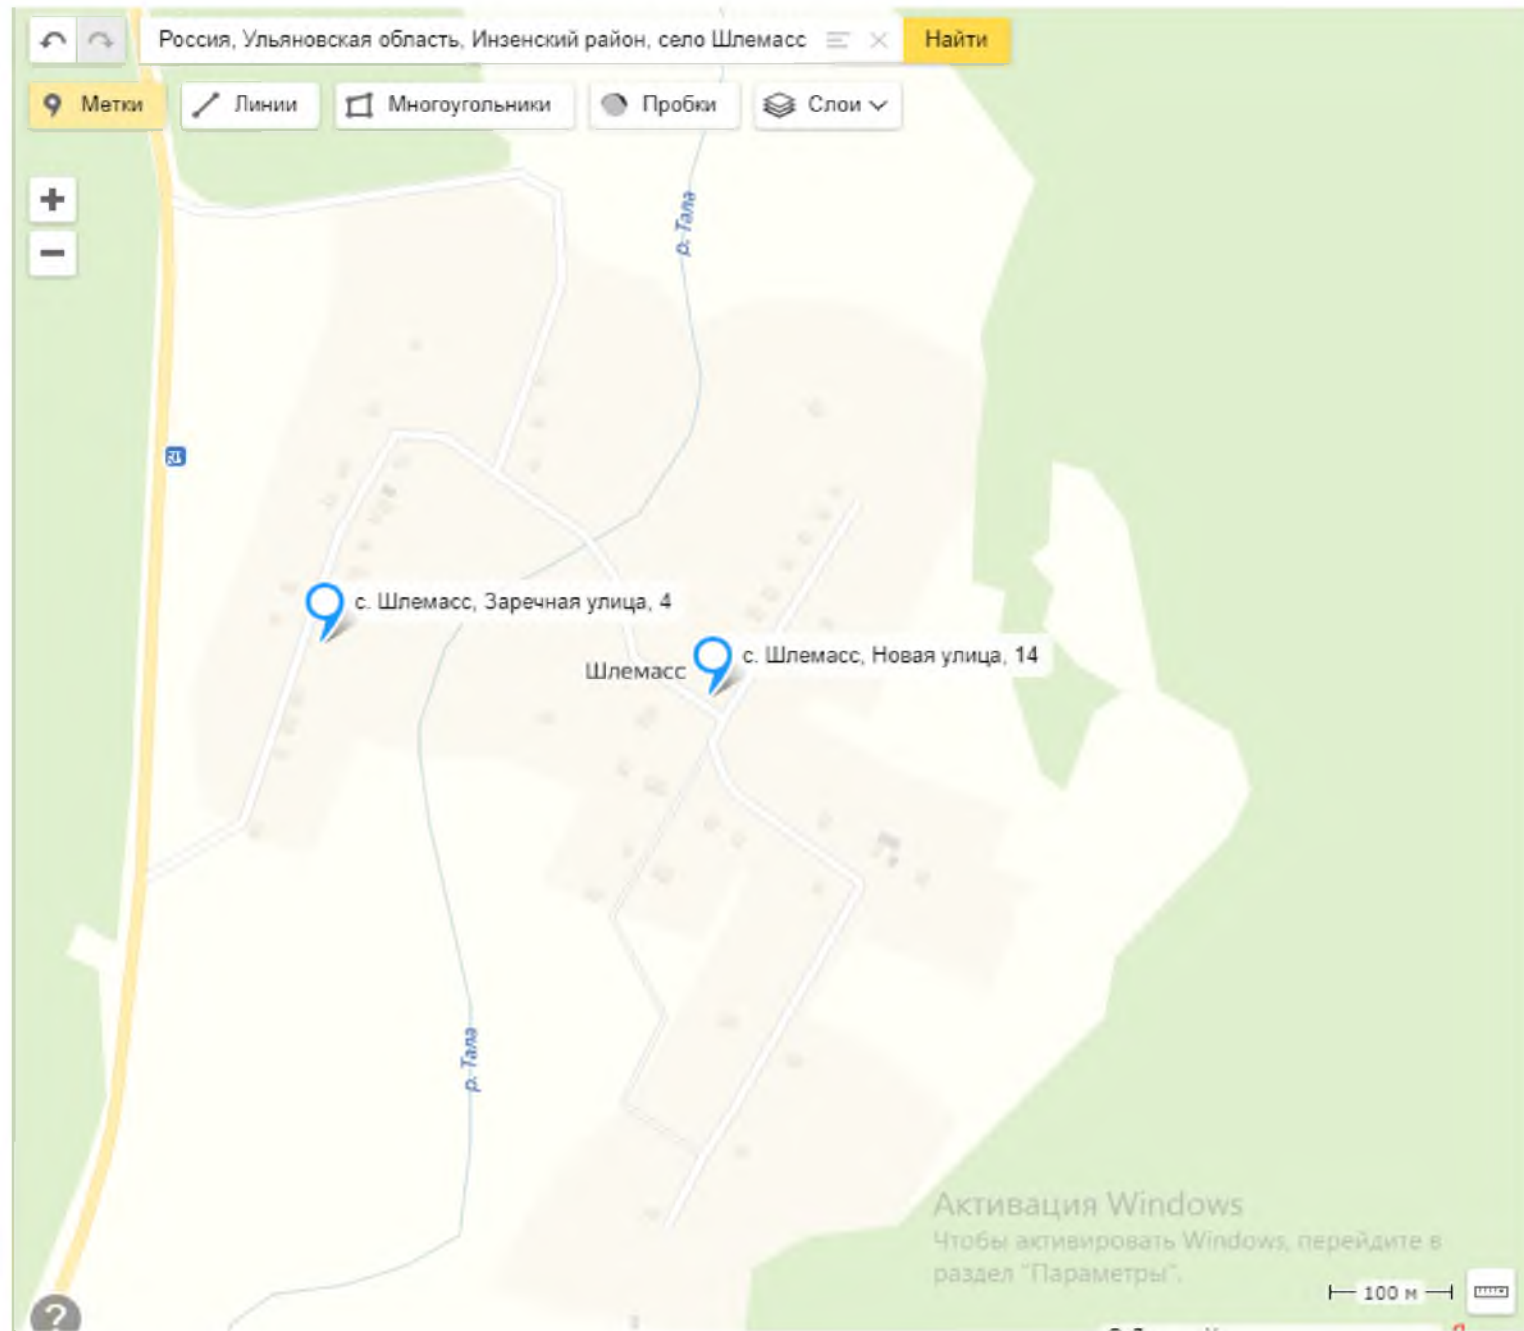 Россия, Ульяновская область, Инзенский район, село Шлемасс
Найти
Метки
Линии
Многоугольники
Пробки
Слои
р. Тала
с. Шлемасс, Заречная улица, 4
с. Шлемасс, Новая улица, 14
Шлемасс
р. Тала
Активация Windows
Чтобы активировать Windows, перейдите в
раздел "Параметры".
100 м
?